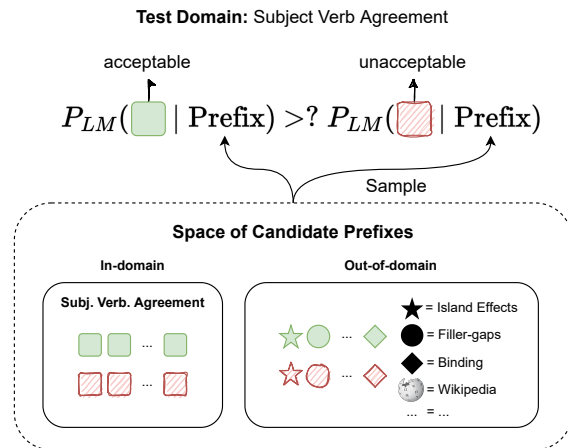 Test Domain: Subject Verb Agreement
acceptable unacceptable
P_LM( | Prefix) >? P_LM( | Prefix)
Sample
Space of Candidate Prefixes
In-domain Out-of-domain
Subj. Verb. Agreement
...
...
...
...
= Island Effects
= Filler-gaps
= Binding
= Wikipedia
... = ...